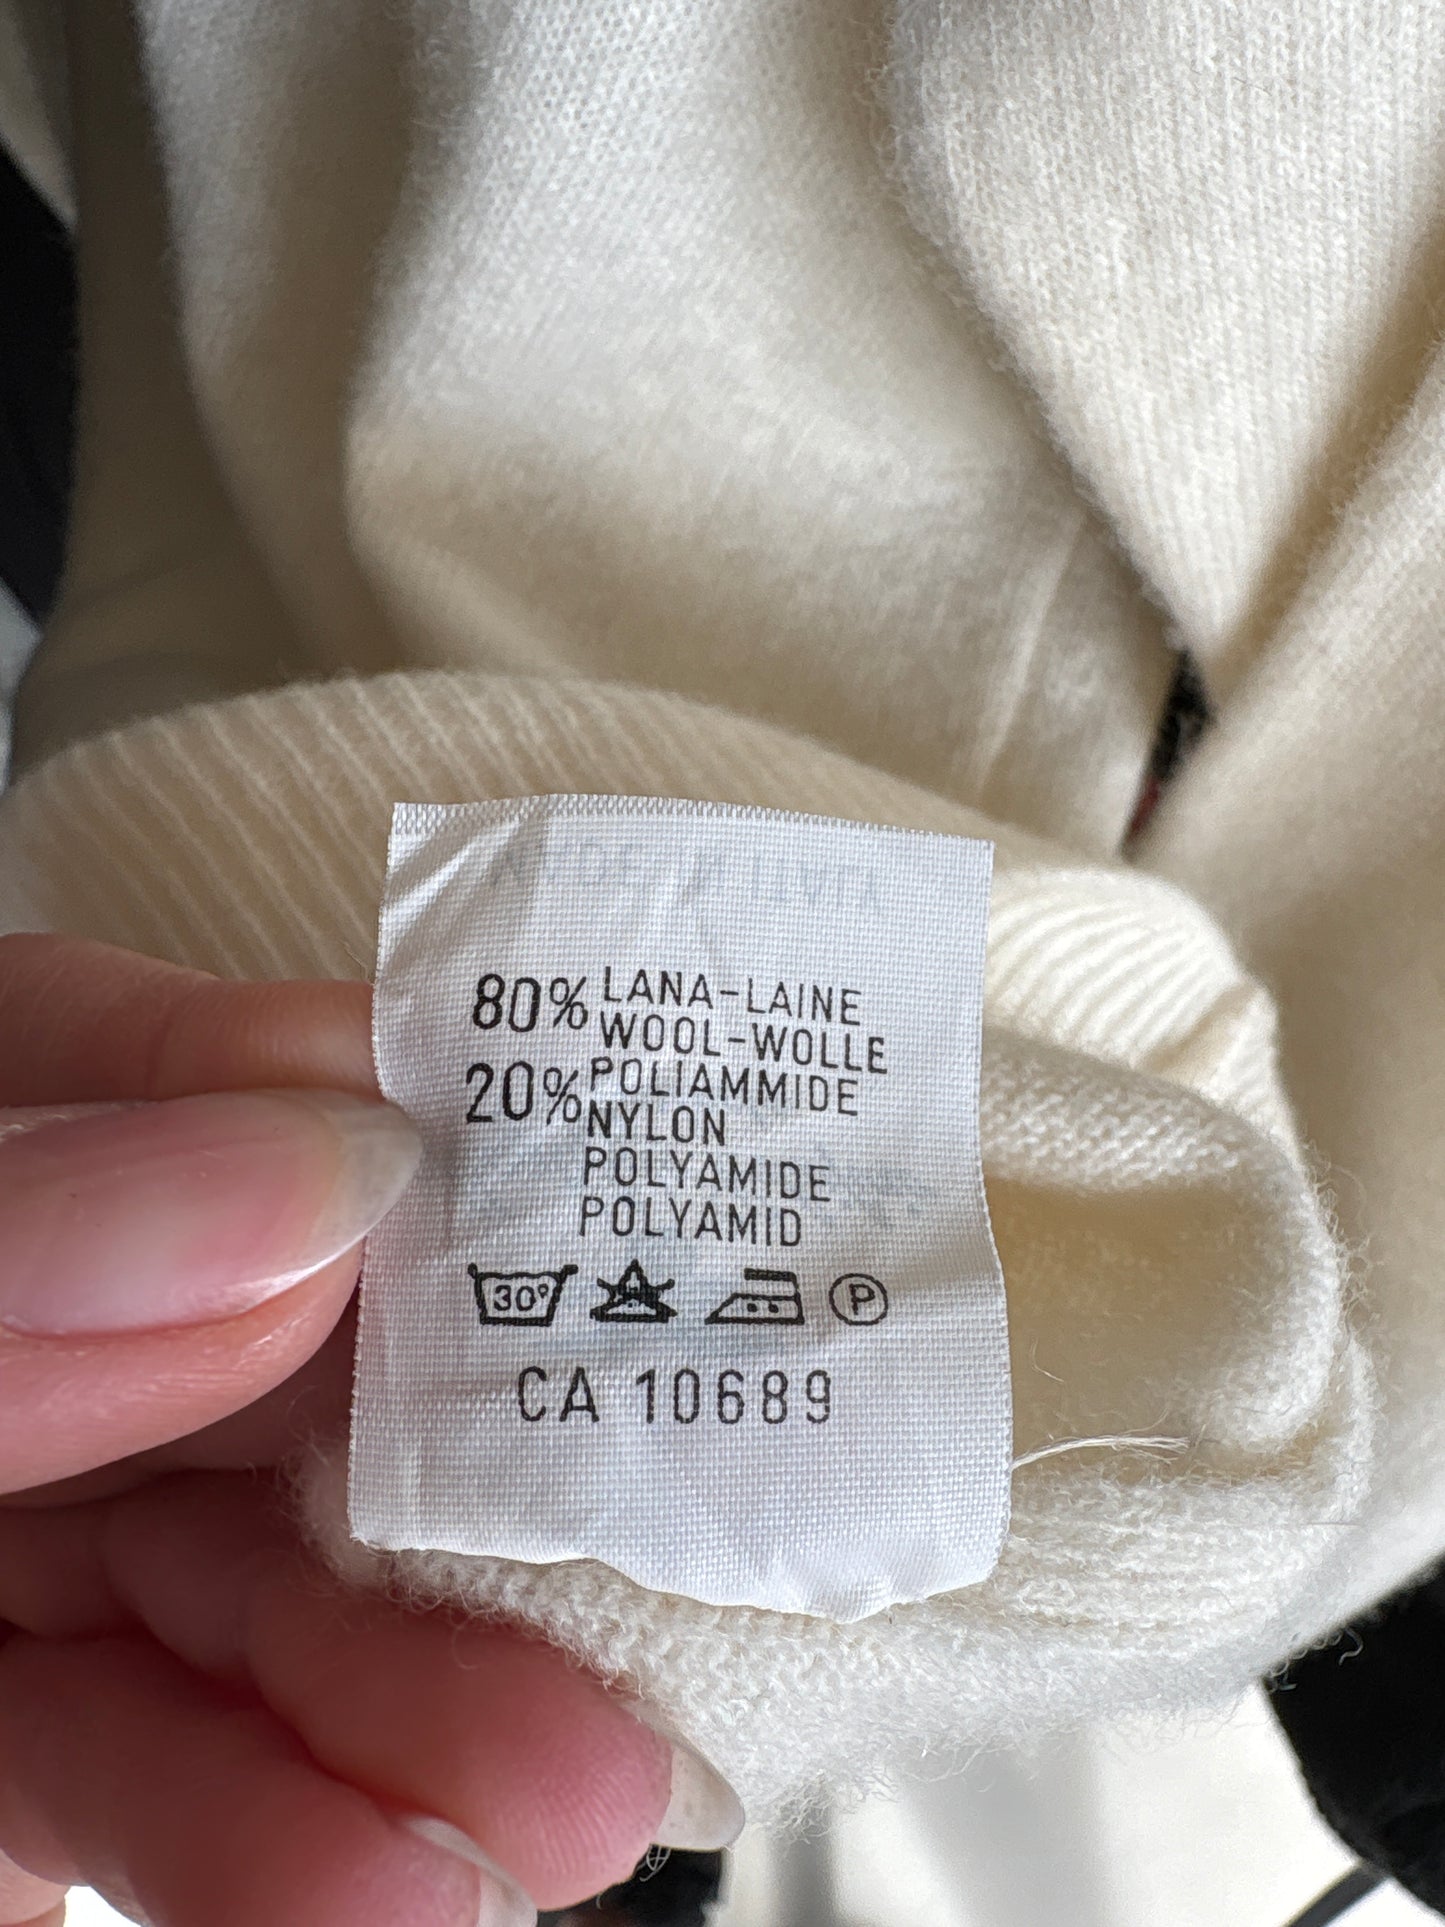 80% LANA-LAINE
WOOL-WOLLE
20% POLIAMMIDE
NYLON
POLYAMIDE
POLYAMID
30°
P
CA 10689